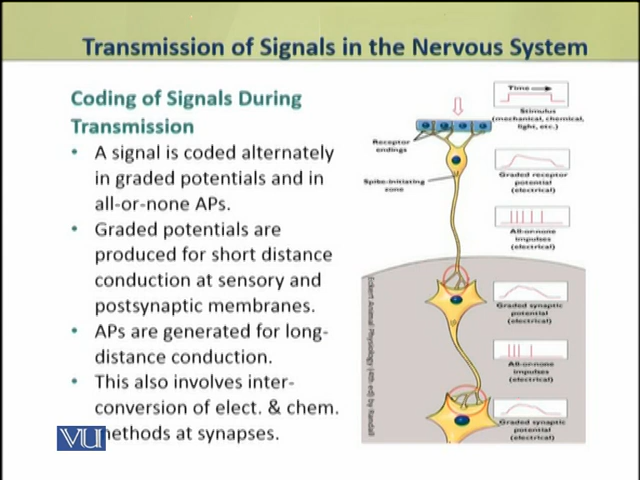 Transmission of Signals in the Nervous System
Coding of Signals During
Transmission
• A signal is coded alternately
in graded potentials and in
all-or-none APs.
• Graded potentials are
produced for short distance
conduction at sensory and
postsynaptic membranes.
• APs are generated for long-
distance conduction.
• This also involves inter-
conversion of elect. & chem.
methods at synapses.
VU
Time
Stimulus
(mechanical, chemical,
light, etc.)
Receptor
endings
Spike-initiating
zone
Graded receptor
potential
(electrical)
All-or-none
impulses
(electrical)
Graded synaptic
potential
(electrical)
All-or-none
impulses
(electrical)
Graded synaptic
potential
(electrical)
Eckert Animal Physiology (4th ed) by Randall